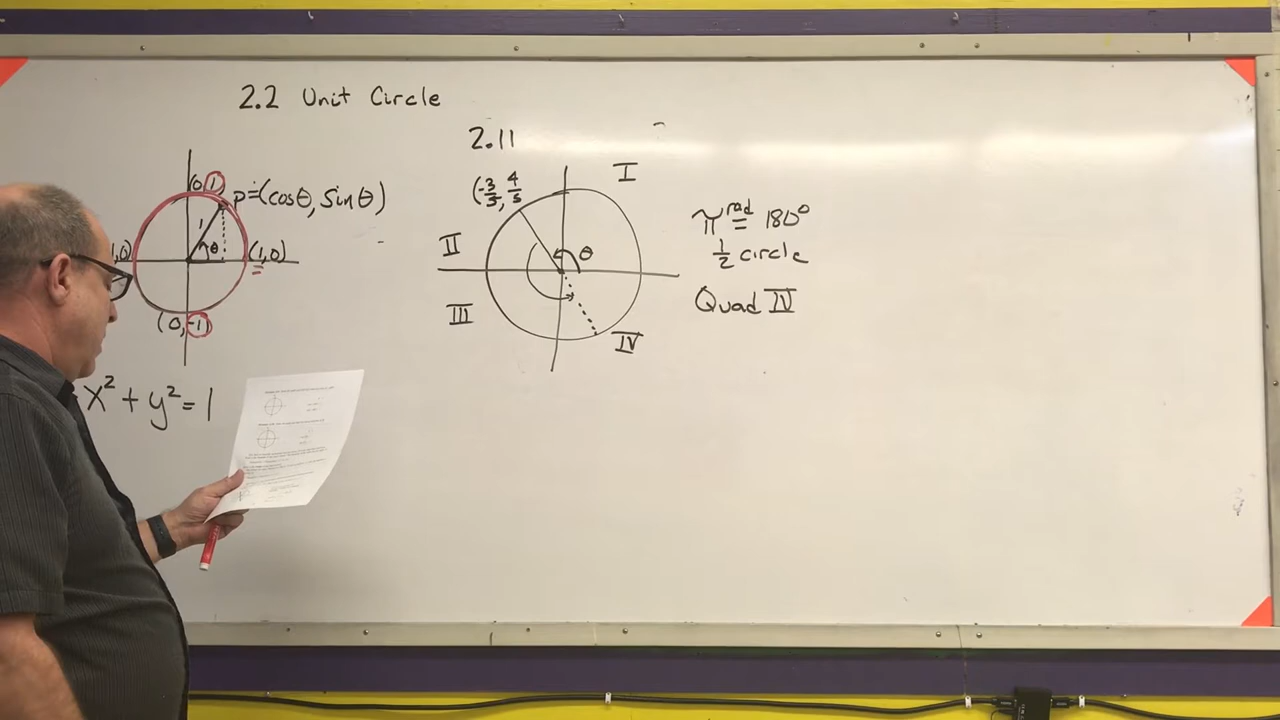 2.2 Unit Circle
(0,1)
P=(cosθ, sinθ)
1
θ
1,0)
(1,0)
(0,-1)
x²+y²=1
2.11
(-3/5, 4/5
I
II
III
IV
θ
π rad = 180°
1/2 circle
Quad IV